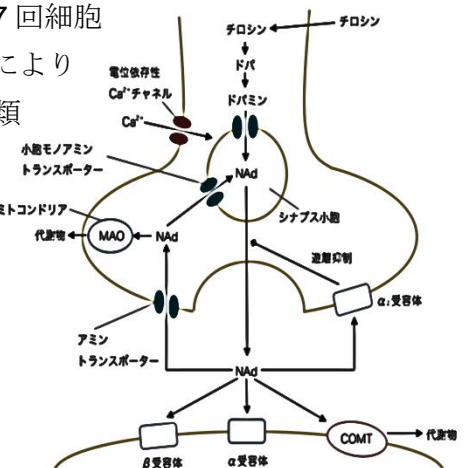 7 回細胞
により
類
チロシン
チロシン
ドパ
ドパミン
電位依存性
Ca²⁺チャネル
Ca²⁺
小胞モノアミン
トランスポーター
NAd
シナプス小胞
ミトコンドリア
代謝物
MAO
NAd
遊離抑制
α₂受容体
アミン
トランスポーター
NAd
β受容体
α受容体
COMT
代謝物